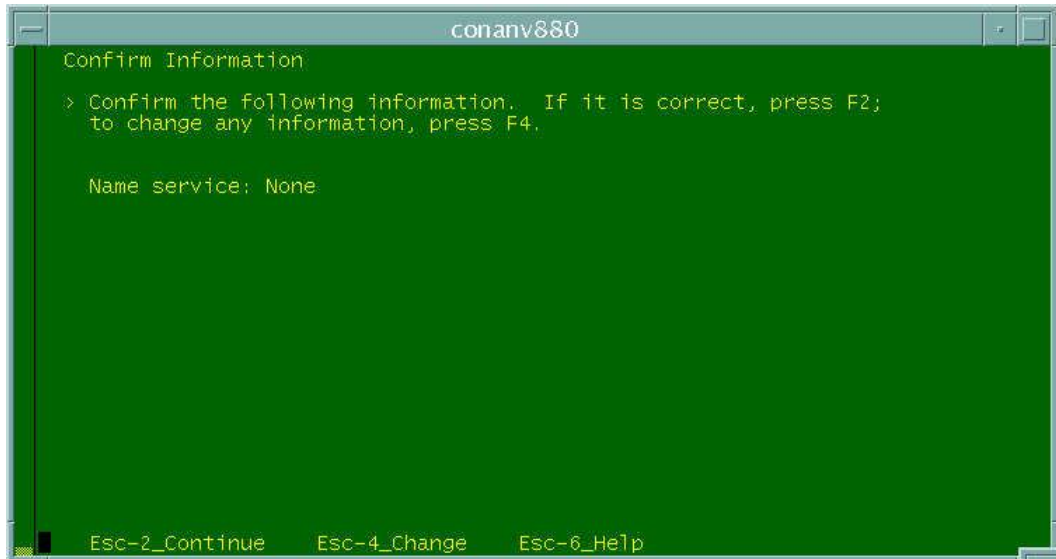 conanv880
Confirm Information
> Confirm the following information.  If it is correct, press F2;
to change any information, press F4.
Name service: None
Esc-2_Continue    Esc-4_Change    Esc-6_Help